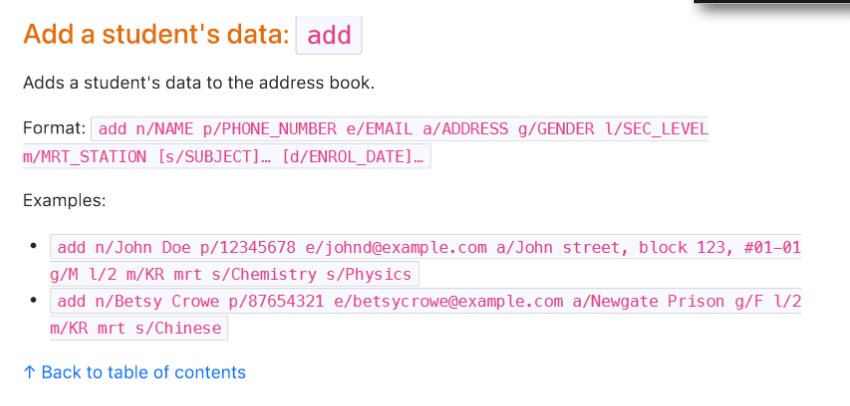 Add a student's data: add
Adds a student's data to the address book.
Format: add n/NAME p/PHONE_NUMBER e/EMAIL a/ADDRESS g/GENDER l/SEC_LEVEL
m/MRT_STATION [s/SUBJECT]… [d/ENROL_DATE]…
Examples:
• add n/John Doe p/12345678 e/johnd@example.com a/John street, block 123, #01-01
g/M l/2 m/KR mrt s/Chemistry s/Physics
• add n/Betsy Crowe p/87654321 e/betsycrowe@example.com a/Newgate Prison g/F l/2
m/KR mrt s/Chinese
↑ Back to table of contents